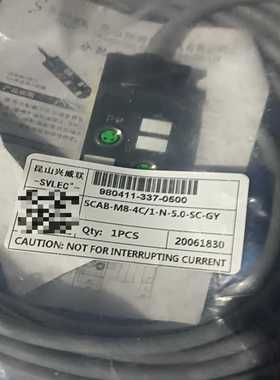 980411-337-0500
昆山兴威联
-SVLEC-
SCAB-M8-4C/1-N-5.0-SC-GY
Qty: 1PCS
20061830
CAUTION: NOT FOR INTERRUPTING CURRENT